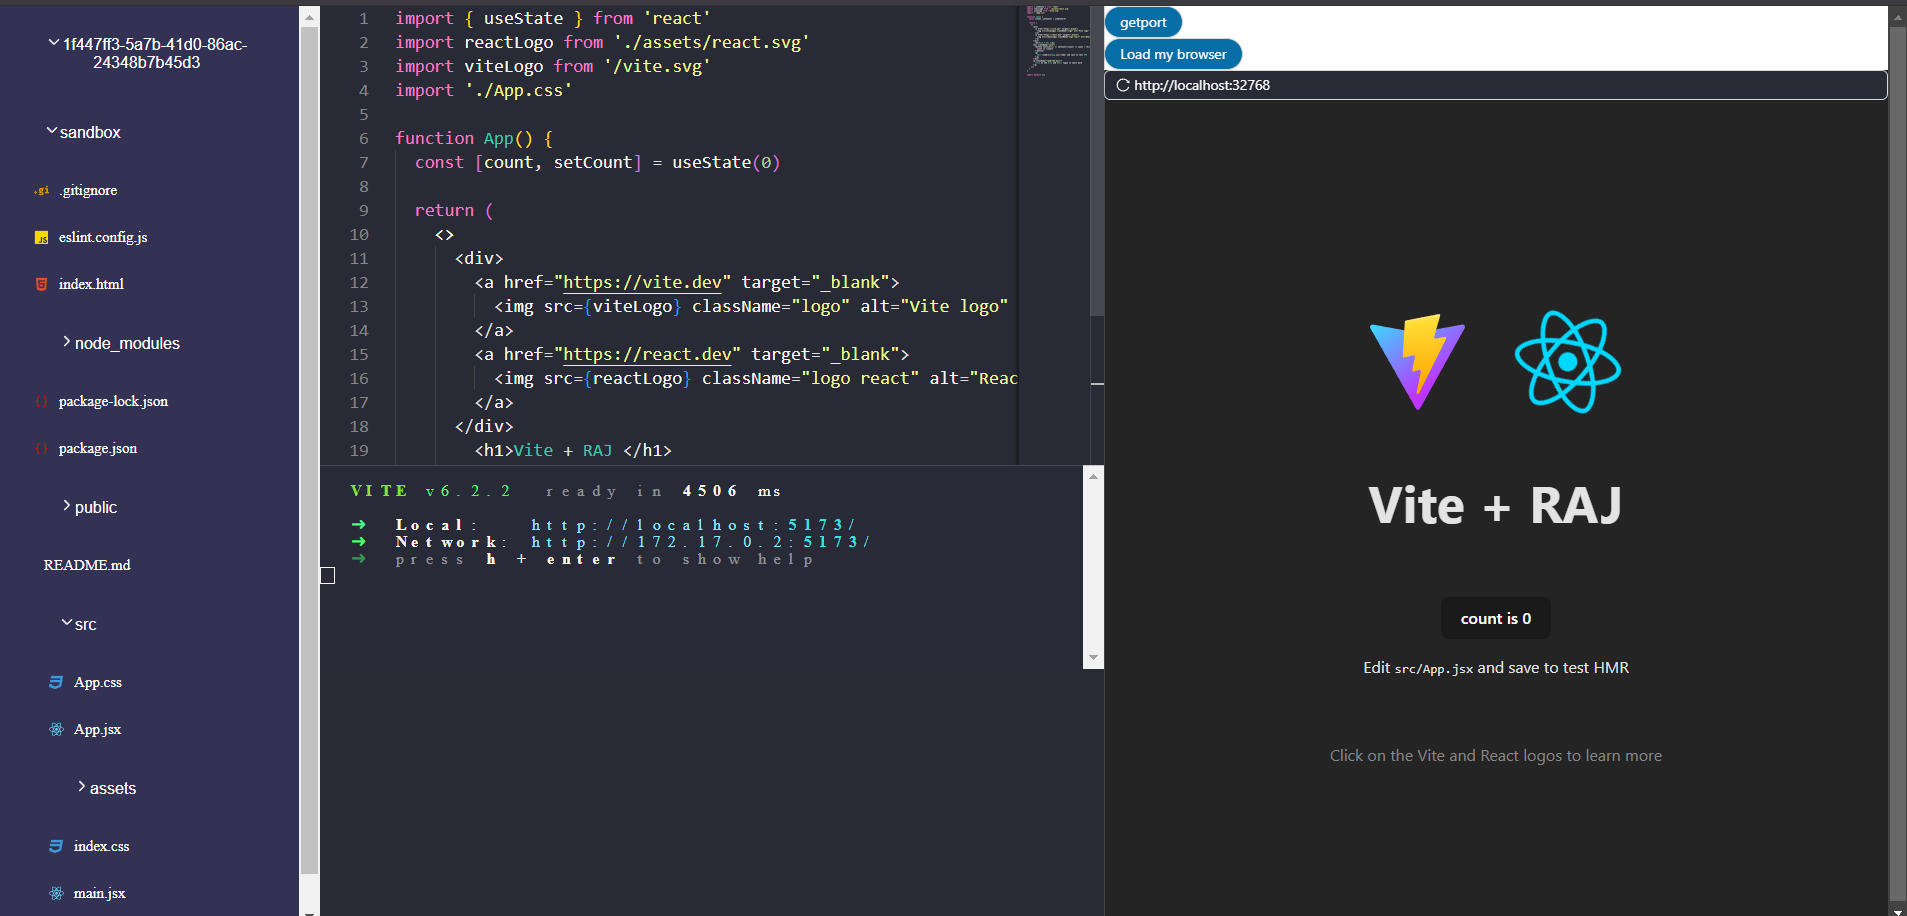 1f447ff3-5a7b-41d0-86ac-
24348b7b45d3
sandbox
.gitignore
eslint.config.js
index.html
node_modules
package-lock.json
package.json
public
README.md
src
App.css
App.jsx
assets
index.css
main.jsx
1 import { useState } from 'react'
2 import reactLogo from './assets/react.svg'
3 import viteLogo from '/vite.svg'
4 import './App.css'
5
6 function App() {
7 const [count, setCount] = useState(0)
8
9 return (
10 <>
11 <div>
12 <a href="https://vite.dev" target="_blank">
13 <img src={viteLogo} className="logo" alt="Vite logo"
14 </a>
15 <a href="https://react.dev" target="_blank">
16 <img src={reactLogo} className="logo react" alt="Reac
17 </a>
18 </div>
19 <h1>Vite + RAJ </h1>
VITE v6.2.2 ready in 4506 ms
➜ Local: http://localhost:5173/
➜ Network: http://172.17.0.2:5173/
➜ press h + enter to show help
getport
Load my browser
http://localhost:32768
Vite + RAJ
count is 0
Edit src/App.jsx and save to test HMR
Click on the Vite and React logos to learn more